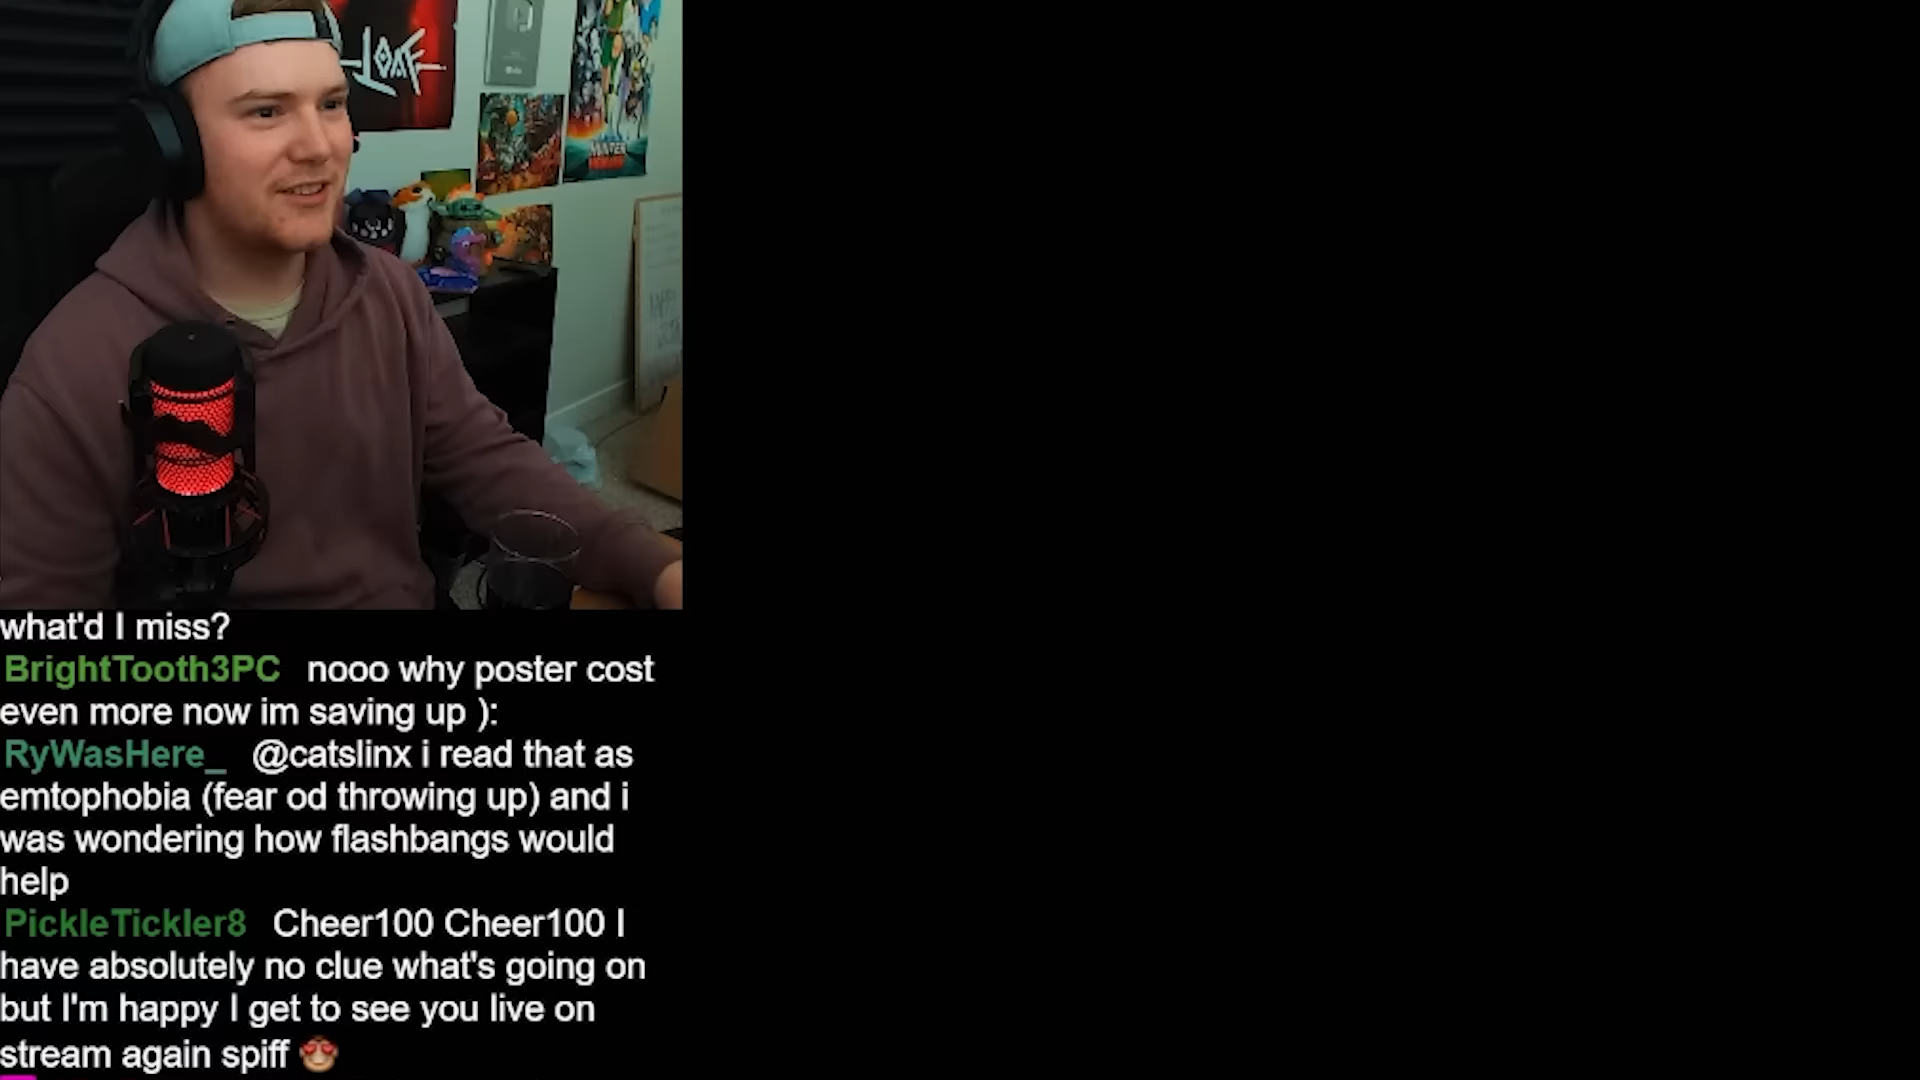 LOAF
HUNTER
what'd I miss?
BrightTooth3PC nooo why poster cost
even more now im saving up ):
RyWasHere_ @catslinx i read that as
emtophobia (fear od throwing up) and i
was wondering how flashbangs would
help
PickleTickler8 Cheer100 Cheer100 I
have absolutely no clue what's going on
but I'm happy I get to see you live on
stream again spiff